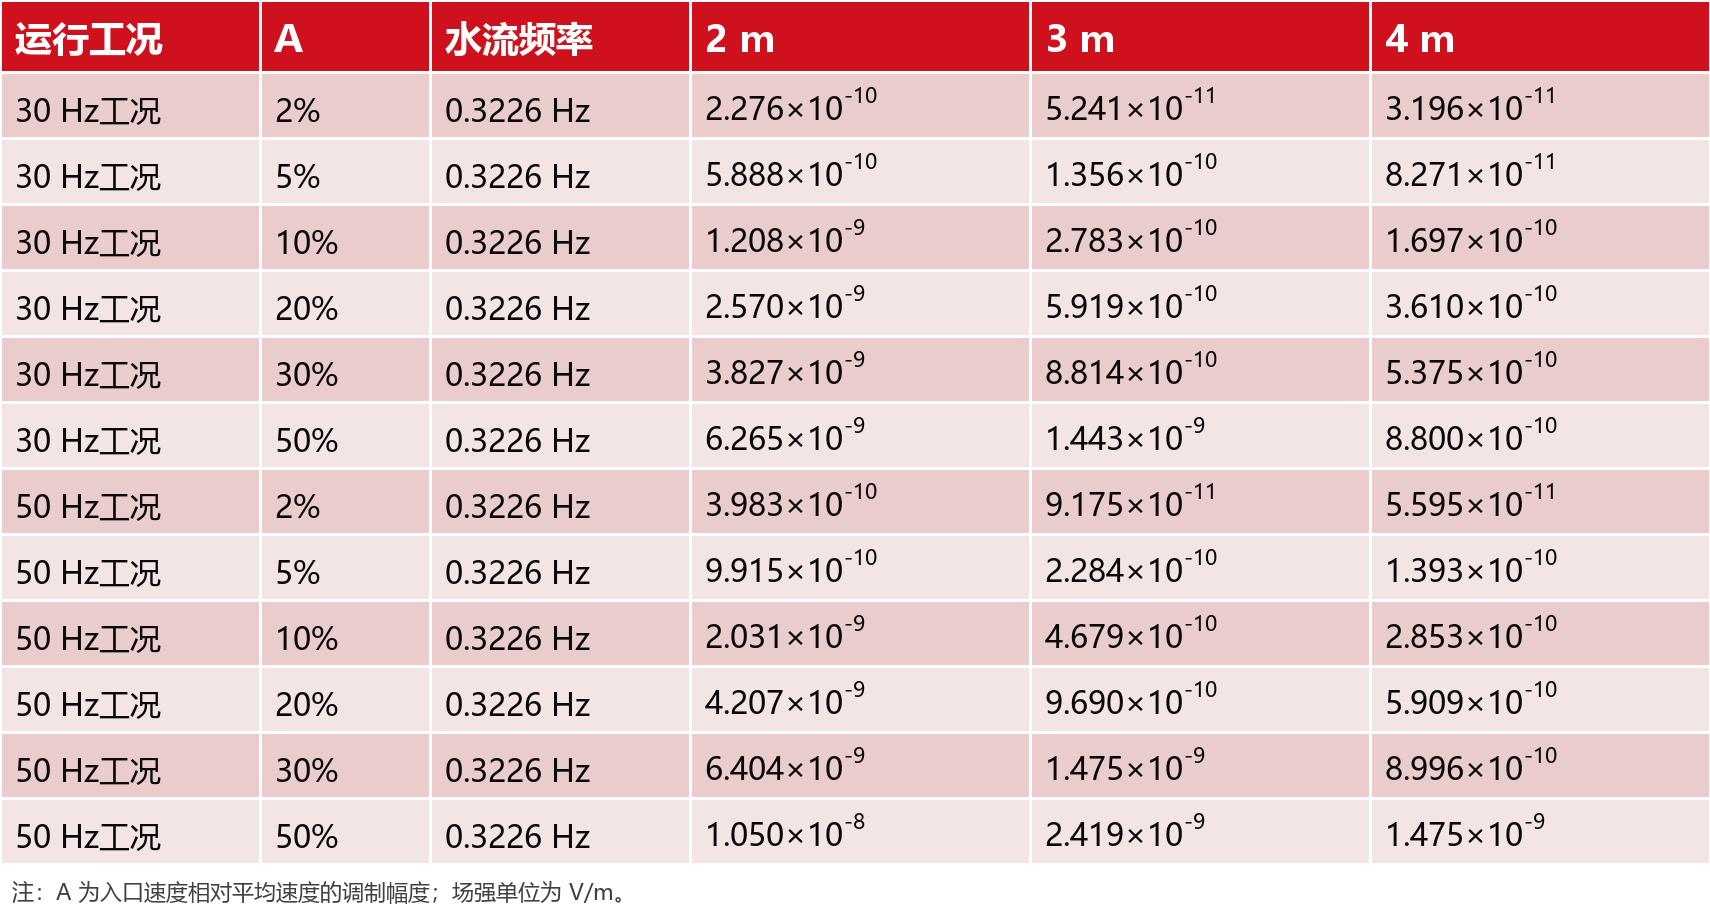 运行工况 A 水流频率 2 m 3 m 4 m
30 Hz工况 2% 0.3226 Hz 2.276×10⁻¹⁰ 5.241×10⁻¹¹ 3.196×10⁻¹¹
30 Hz工况 5% 0.3226 Hz 5.888×10⁻¹⁰ 1.356×10⁻¹⁰ 8.271×10⁻¹¹
30 Hz工况 10% 0.3226 Hz 1.208×10⁻⁹ 2.783×10⁻¹⁰ 1.697×10⁻¹⁰
30 Hz工况 20% 0.3226 Hz 2.570×10⁻⁹ 5.919×10⁻¹⁰ 3.610×10⁻¹⁰
30 Hz工况 30% 0.3226 Hz 3.827×10⁻⁹ 8.814×10⁻¹⁰ 5.375×10⁻¹⁰
30 Hz工况 50% 0.3226 Hz 6.265×10⁻⁹ 1.443×10⁻⁹ 8.800×10⁻¹⁰
50 Hz工况 2% 0.3226 Hz 3.983×10⁻¹⁰ 9.175×10⁻¹¹ 5.595×10⁻¹¹
50 Hz工况 5% 0.3226 Hz 9.915×10⁻¹⁰ 2.284×10⁻¹⁰ 1.393×10⁻¹⁰
50 Hz工况 10% 0.3226 Hz 2.031×10⁻⁹ 4.679×10⁻¹⁰ 2.853×10⁻¹⁰
50 Hz工况 20% 0.3226 Hz 4.207×10⁻⁹ 9.690×10⁻¹⁰ 5.909×10⁻¹⁰
50 Hz工况 30% 0.3226 Hz 6.404×10⁻⁹ 1.475×10⁻⁹ 8.996×10⁻¹⁰
50 Hz工况 50% 0.3226 Hz 1.050×10⁻⁸ 2.419×10⁻⁹ 1.475×10⁻⁹
注：A 为入口速度相对平均速度的调制幅度；场强单位为 V/m。